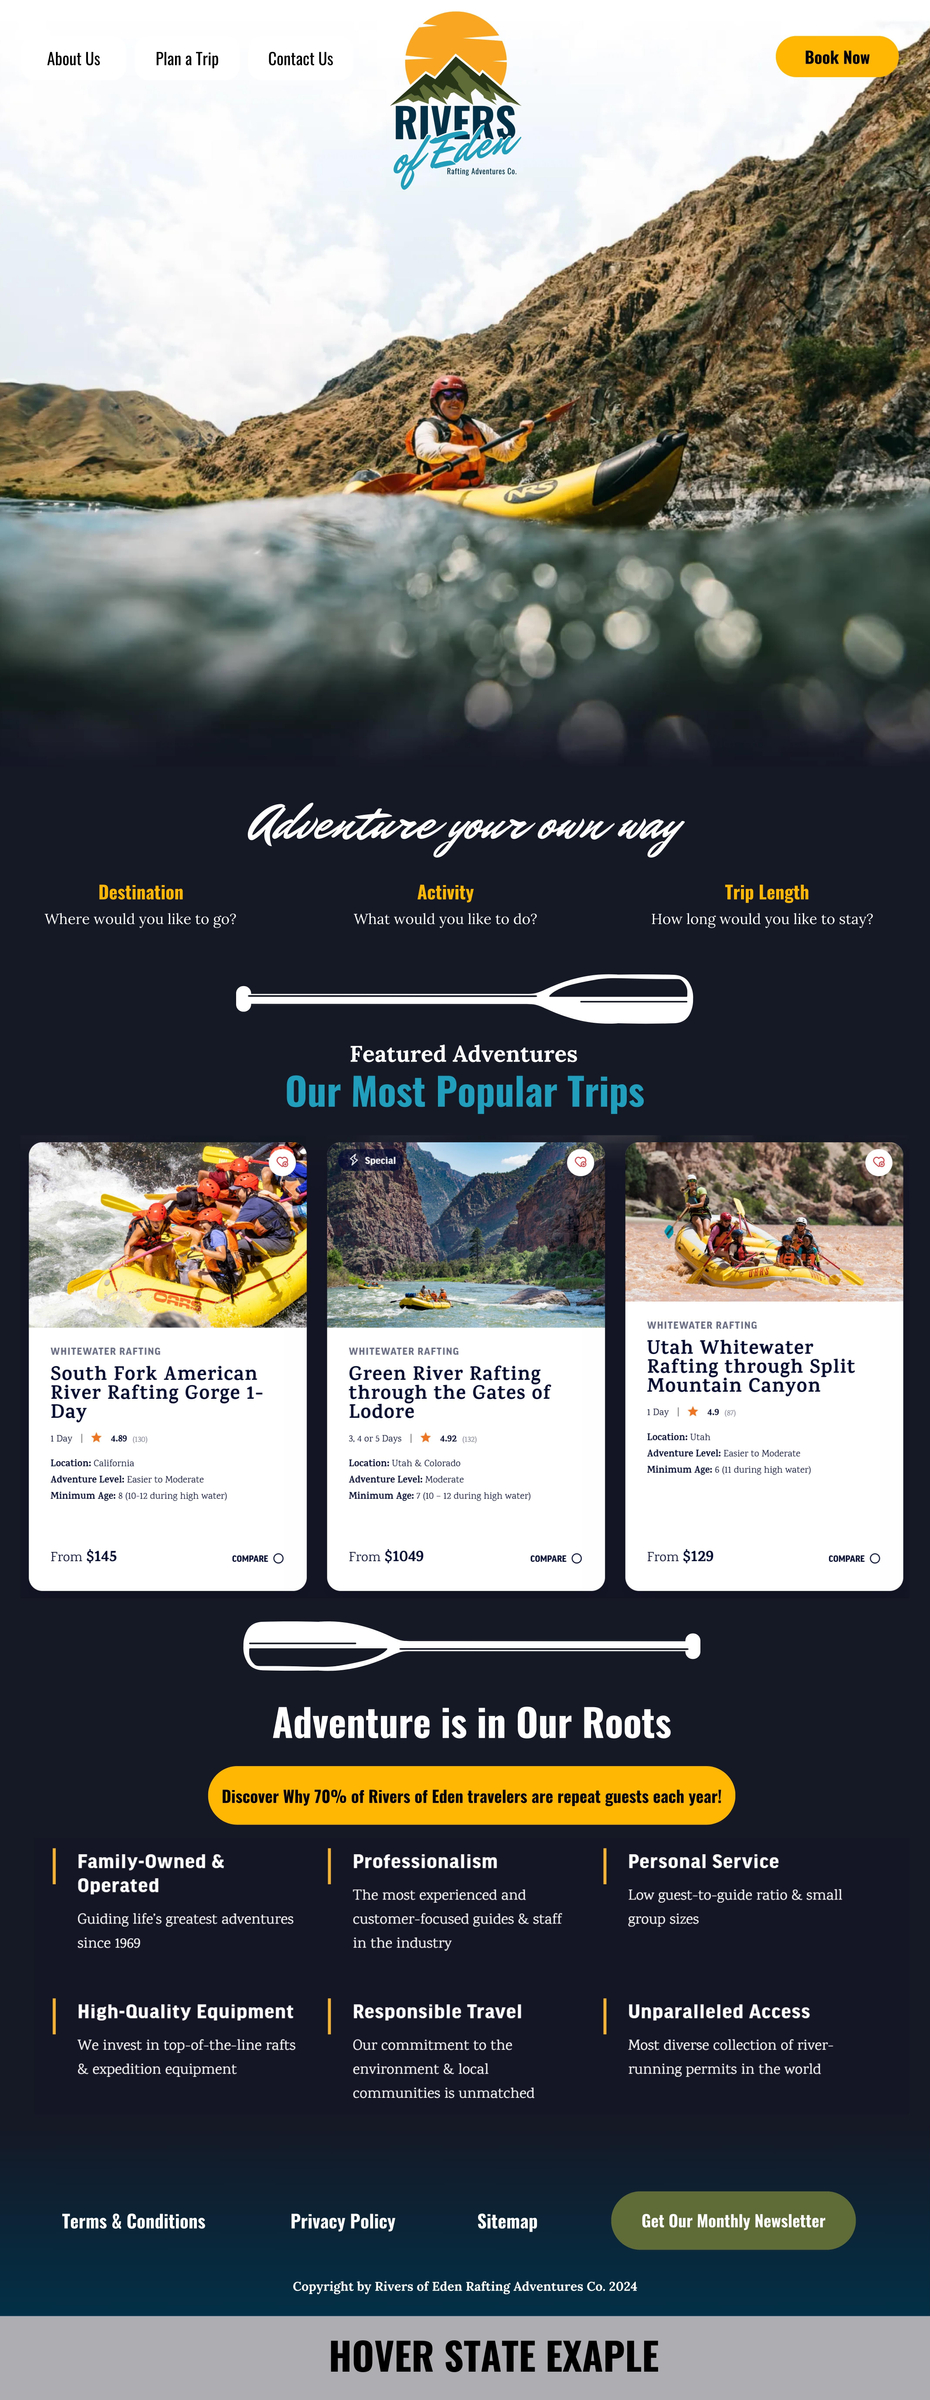 About Us
Plan a Trip
Contact Us
RIVERS
of Eden
Rafting Adventures Co.
Book Now
NRS
Adventure your own way
Destination
Where would you like to go?
Activity
What would you like to do?
Trip Length
How long would you like to stay?
Featured Adventures
Our Most Popular Trips
OARS
WHITEWATER RAFTING
South Fork American
River Rafting Gorge 1-
Day
1 Day | 4.89 (130)
Location: California
Adventure Level: Easier to Moderate
Minimum Age: 8 (10-12 during high water)
From $145
COMPARE
Special
WHITEWATER RAFTING
Green River Rafting
through the Gates of
Lodore
3, 4 or 5 Days | 4.92 (132)
Location: Utah & Colorado
Adventure Level: Moderate
Minimum Age: 7 (10 – 12 during high water)
From $1049
COMPARE
OARS
WHITEWATER RAFTING
Utah Whitewater
Rafting through Split
Mountain Canyon
1 Day | 4.9 (87)
Location: Utah
Adventure Level: Easier to Moderate
Minimum Age: 6 (11 during high water)
From $129
COMPARE
Adventure is in Our Roots
Discover Why 70% of Rivers of Eden travelers are repeat guests each year!
Family-Owned &
Operated
Guiding life's greatest adventures
since 1969
Professionalism
The most experienced and
customer-focused guides & staff
in the industry
Personal Service
Low guest-to-guide ratio & small
group sizes
High-Quality Equipment
We invest in top-of-the-line rafts
& expedition equipment
Responsible Travel
Our commitment to the
environment & local
communities is unmatched
Unparalleled Access
Most diverse collection of river-
running permits in the world
Terms & Conditions
Privacy Policy
Sitemap
Get Our Monthly Newsletter
Copyright by Rivers of Eden Rafting Adventures Co. 2024
HOVER STATE EXAPLE